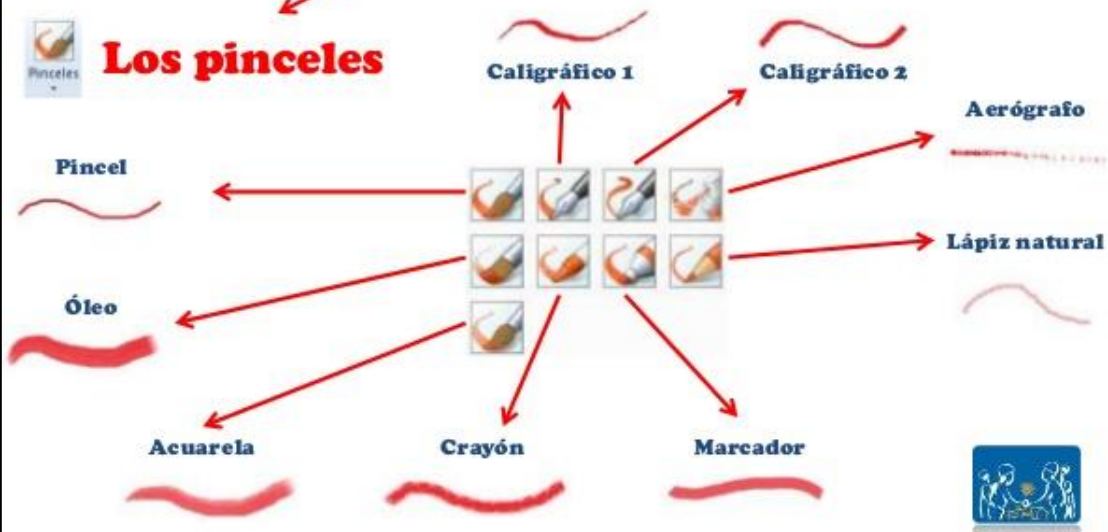 Pinceles
Los pinceles
Caligráfico 1
Caligráfico 2
Aerógrafo
Pincel
Lápiz natural
Óleo
Acuarela
Crayón
Marcador